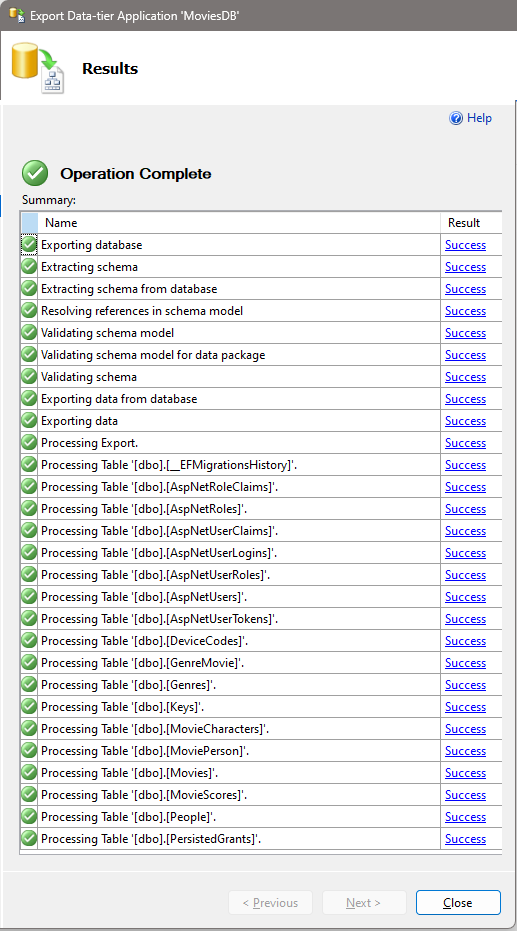 Export Data-tier Application 'MoviesDB'
Results
Help
Operation Complete
Summary:
Name Result
Exporting database Success
Extracting schema Success
Extracting schema from database Success
Resolving references in schema model Success
Validating schema model Success
Validating schema model for data package Success
Validating schema Success
Exporting data from database Success
Exporting data Success
Processing Export. Success
Processing Table '[dbo].[__EFMigrationsHistory]'. Success
Processing Table '[dbo].[AspNetRoleClaims]'. Success
Processing Table '[dbo].[AspNetRoles]'. Success
Processing Table '[dbo].[AspNetUserClaims]'. Success
Processing Table '[dbo].[AspNetUserLogins]'. Success
Processing Table '[dbo].[AspNetUserRoles]'. Success
Processing Table '[dbo].[AspNetUsers]'. Success
Processing Table '[dbo].[AspNetUserTokens]'. Success
Processing Table '[dbo].[DeviceCodes]'. Success
Processing Table '[dbo].[GenreMovie]'. Success
Processing Table '[dbo].[Genres]'. Success
Processing Table '[dbo].[Keys]'. Success
Processing Table '[dbo].[MovieCharacters]'. Success
Processing Table '[dbo].[MoviePerson]'. Success
Processing Table '[dbo].[Movies]'. Success
Processing Table '[dbo].[MovieScores]'. Success
Processing Table '[dbo].[People]'. Success
Processing Table '[dbo].[PersistedGrants]'. Success
< Previous Next > Close